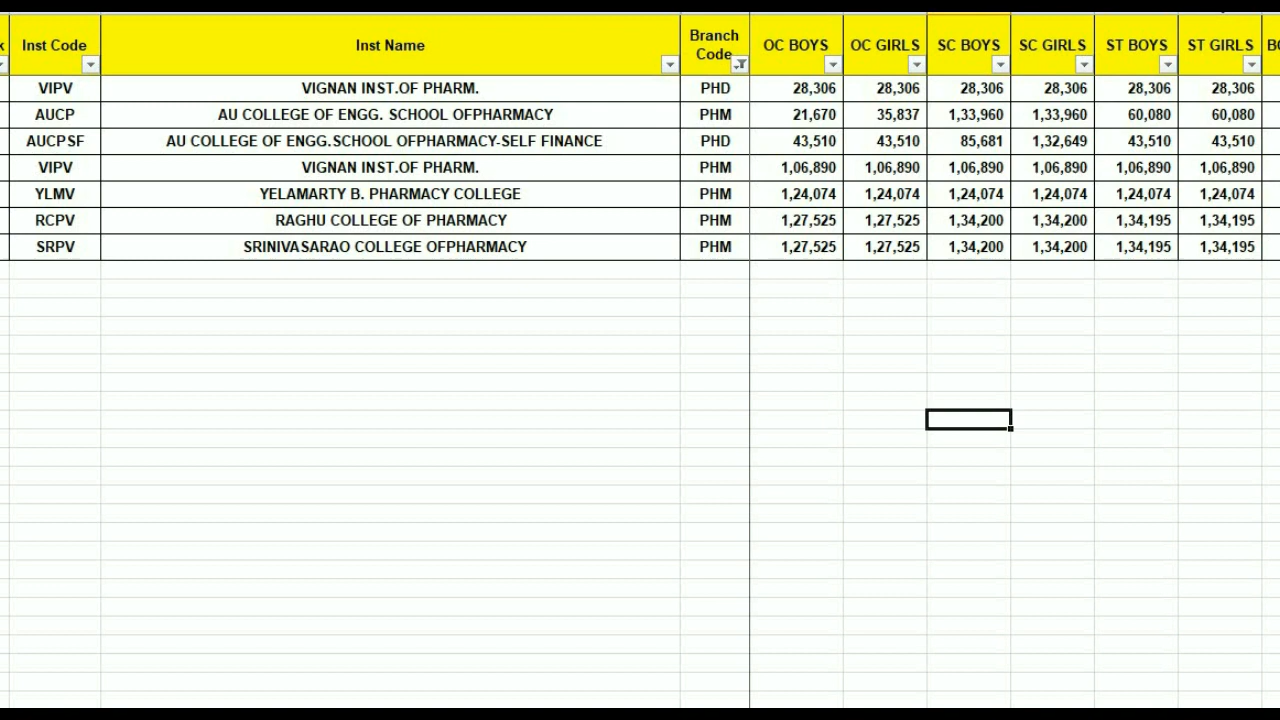 k Inst Code Inst Name Branch Code OC BOYS OC GIRLS SC BOYS SC GIRLS ST BOYS ST GIRLS BO
VIPV VIGNAN INST.OF PHARM. PHD 28,306 28,306 28,306 28,306 28,306 28,306
AUCP AU COLLEGE OF ENGG. SCHOOL OFPHARMACY PHM 21,670 35,837 1,33,960 1,33,960 60,080 60,080
AUCPSF AU COLLEGE OF ENGG.SCHOOL OFPHARMACY-SELF FINANCE PHD 43,510 43,510 85,681 1,32,649 43,510 43,510
VIPV VIGNAN INST.OF PHARM. PHM 1,06,890 1,06,890 1,06,890 1,06,890 1,06,890 1,06,890
YLMV YELAMARTY B. PHARMACY COLLEGE PHM 1,24,074 1,24,074 1,24,074 1,24,074 1,24,074 1,24,074
RCPV RAGHU COLLEGE OF PHARMACY PHM 1,27,525 1,27,525 1,34,200 1,34,200 1,34,195 1,34,195
SRPV SRINIVASARAO COLLEGE OFPHARMACY PHM 1,27,525 1,27,525 1,34,200 1,34,200 1,34,195 1,34,195